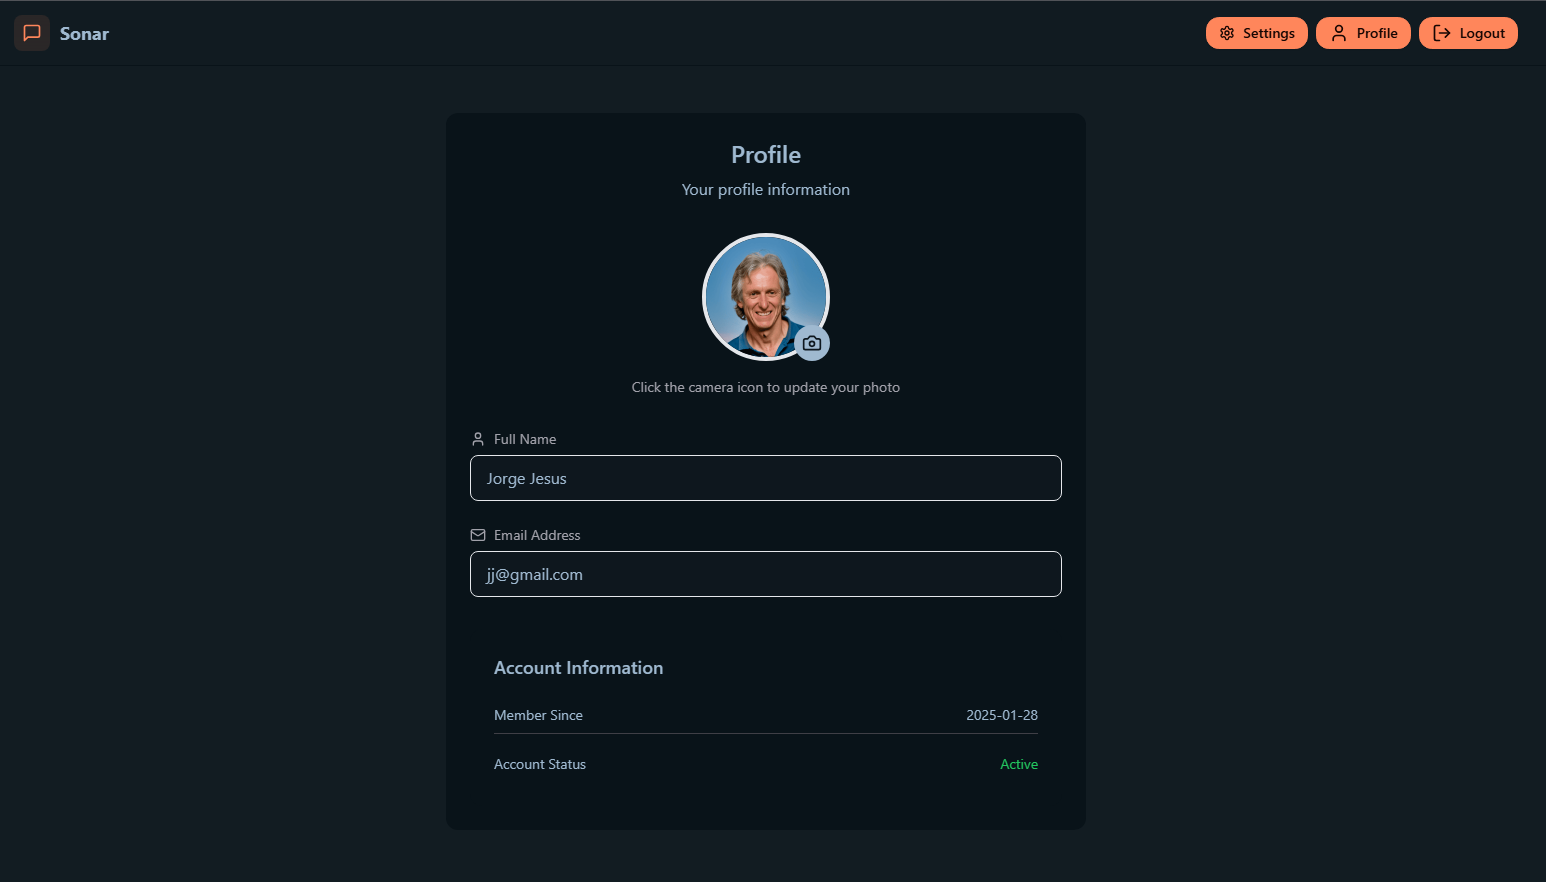 Sonar
Settings
Profile
Logout
Profile
Your profile information
Click the camera icon to update your photo
Full Name
Jorge Jesus
Email Address
jj@gmail.com
Account Information
Member Since 2025-01-28
Account Status Active